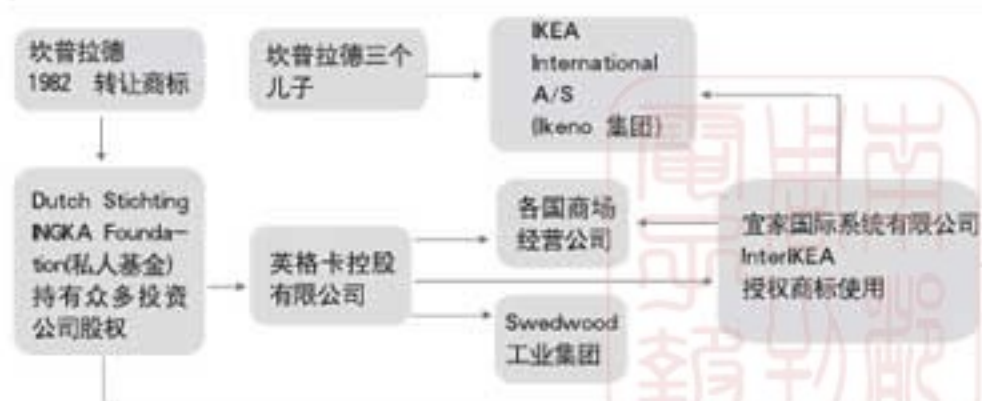 坎普拉德
1982 转让商标
坎普拉德三个
儿子
IKEA
International
A/S
(Ikeno 集团)
Dutch Stichting
INGKA Founda-
tion(私人基金)
持有众多投资
公司股权
英格卡控股
有限公司
各国商场
经营公司
Swedwood
工业集团
宜家国际系统有限公司
InterIKEA
授权商标使用